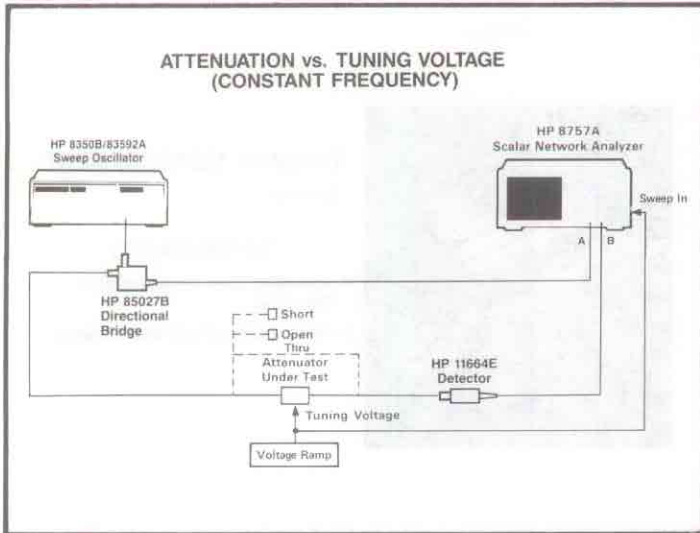 ATTENUATION vs. TUNING VOLTAGE
(CONSTANT FREQUENCY)
HP 8350B/83592A
Sweep Oscillator
HP 8757A
Scalar Network Analyzer
Sweep In
A
B
HP 85027B
Directional
Bridge
Short
Open
Thru
Attenuator
Under Test
HP 11664E
Detector
Tuning Voltage
Voltage Ramp